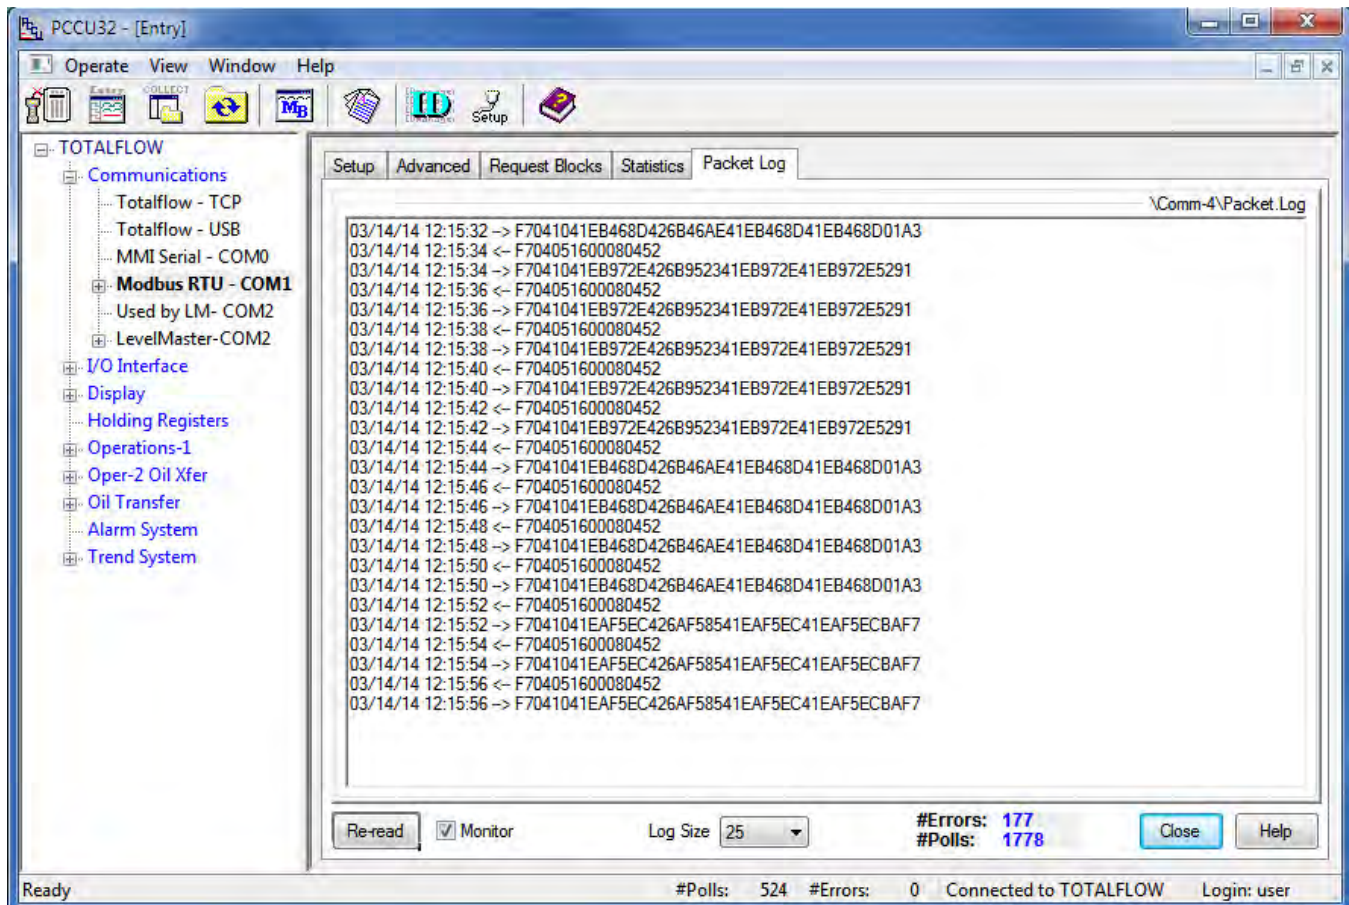 PCCU32 - [Entry]
Operate View Window Help
Entry
COLLECT
MB
ID
Setup
TOTALFLOW
Communications
Totalflow - TCP
Totalflow - USB
MMI Serial - COM0
Modbus RTU - COM1
Used by LM- COM2
LevelMaster-COM2
I/O Interface
Display
Holding Registers
Operations-1
Oper-2 Oil Xfer
Oil Transfer
Alarm System
Trend System
Setup Advanced Request Blocks Statistics Packet Log
\Comm-4\Packet.Log
03/14/14 12:15:32 --> F7041041EB468D426B46AE41EB468D41EB468D01A3
03/14/14 12:15:34 <-- F704051600080452
03/14/14 12:15:34 --> F7041041EB972E426B952341EB972E41EB972E5291
03/14/14 12:15:36 <-- F704051600080452
03/14/14 12:15:36 --> F7041041EB972E426B952341EB972E41EB972E5291
03/14/14 12:15:38 <-- F704051600080452
03/14/14 12:15:38 --> F7041041EB972E426B952341EB972E41EB972E5291
03/14/14 12:15:40 <-- F704051600080452
03/14/14 12:15:40 --> F7041041EB972E426B952341EB972E41EB972E5291
03/14/14 12:15:42 <-- F704051600080452
03/14/14 12:15:42 --> F7041041EB972E426B952341EB972E41EB972E5291
03/14/14 12:15:44 <-- F704051600080452
03/14/14 12:15:44 --> F7041041EB468D426B46AE41EB468D41EB468D01A3
03/14/14 12:15:46 <-- F704051600080452
03/14/14 12:15:46 --> F7041041EB468D426B46AE41EB468D41EB468D01A3
03/14/14 12:15:48 <-- F704051600080452
03/14/14 12:15:48 --> F7041041EB468D426B46AE41EB468D41EB468D01A3
03/14/14 12:15:50 <-- F704051600080452
03/14/14 12:15:50 --> F7041041EB468D426B46AE41EB468D41EB468D01A3
03/14/14 12:15:52 <-- F704051600080452
03/14/14 12:15:52 --> F7041041EAF5EC426AF58541EAF5EC41EAF5ECBAF7
03/14/14 12:15:54 <-- F704051600080452
03/14/14 12:15:54 --> F7041041EAF5EC426AF58541EAF5EC41EAF5ECBAF7
03/14/14 12:15:56 <-- F704051600080452
03/14/14 12:15:56 --> F7041041EAF5EC426AF58541EAF5EC41EAF5ECBAF7
Re-read Monitor Log Size 25 #Errors: 177 Close Help
#Polls: 1778
Ready #Polls: 524 #Errors: 0 Connected to TOTALFLOW Login: user